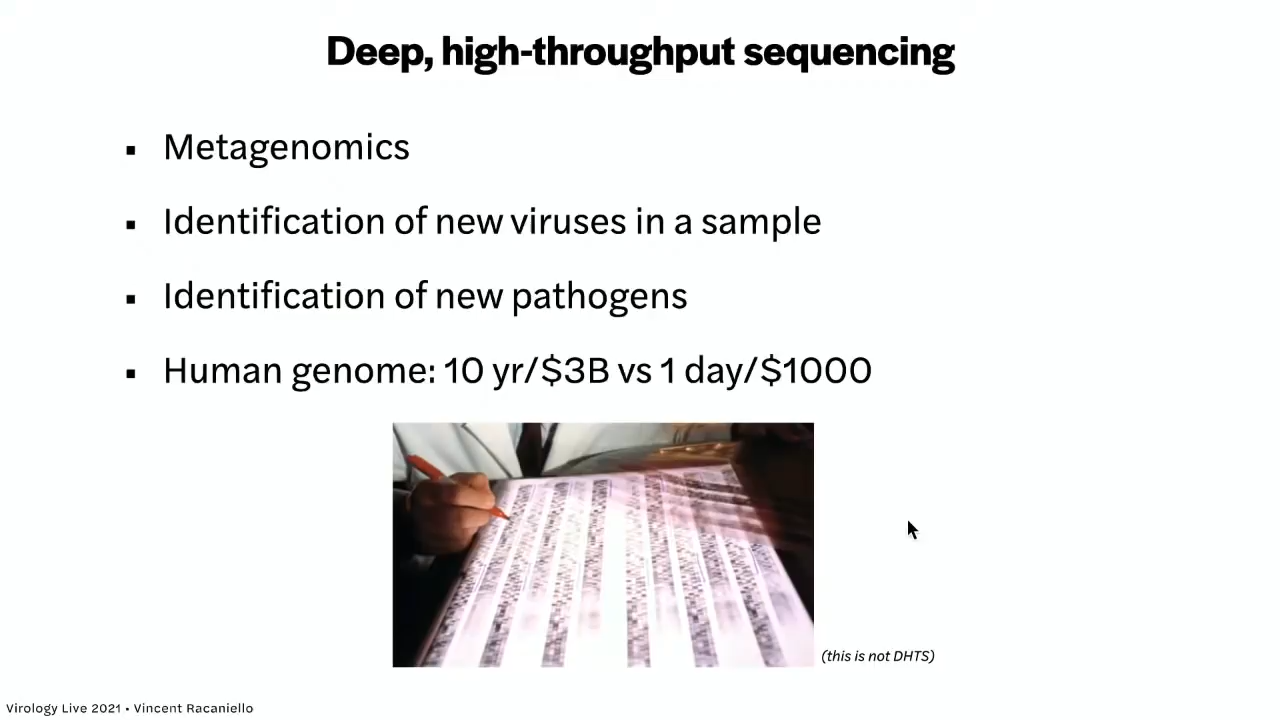 Deep, high-throughput sequencing
▪ Metagenomics
▪ Identification of new viruses in a sample
▪ Identification of new pathogens
▪ Human genome: 10 yr/$3B vs 1 day/$1000
(this is not DHTS)
Virology Live 2021 • Vincent Racaniello